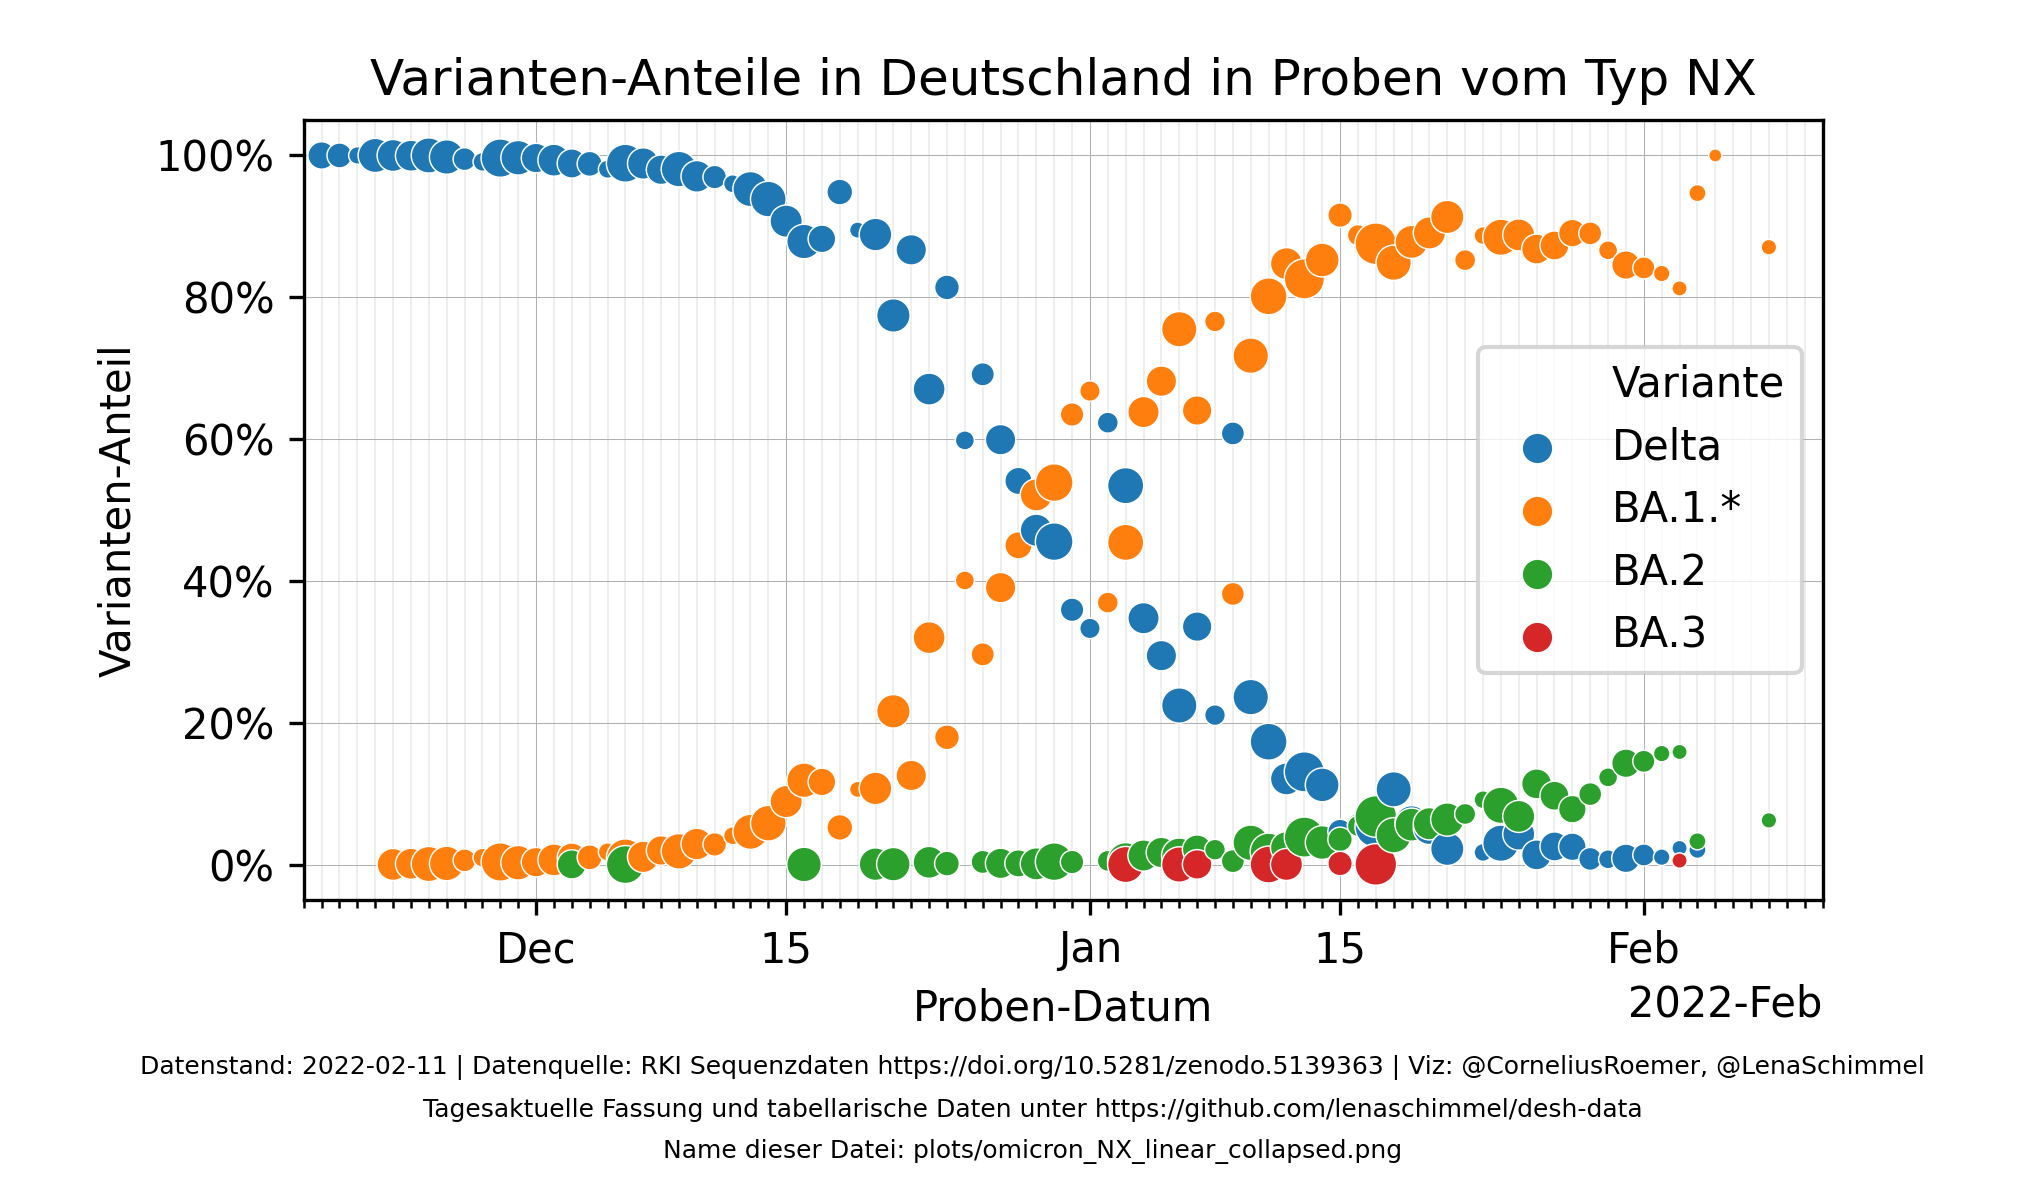 Varianten-Anteile in Deutschland in Proben vom Typ NX
100%
80%
60%
40%
20%
0%
Varianten-Anteil
Variante
Delta
BA.1.*
BA.2
BA.3
Dec
15
Jan
15
Feb
2022-Feb
Proben-Datum
Datenstand: 2022-02-11 | Datenquelle: RKI Sequenzdaten https://doi.org/10.5281/zenodo.5139363 | Viz: @CorneliusRoemer, @LenaSchimmel
Tagesaktuelle Fassung und tabellarische Daten unter https://github.com/lenaschimmel/desh-data
Name dieser Datei: plots/omicron_NX_linear_collapsed.png